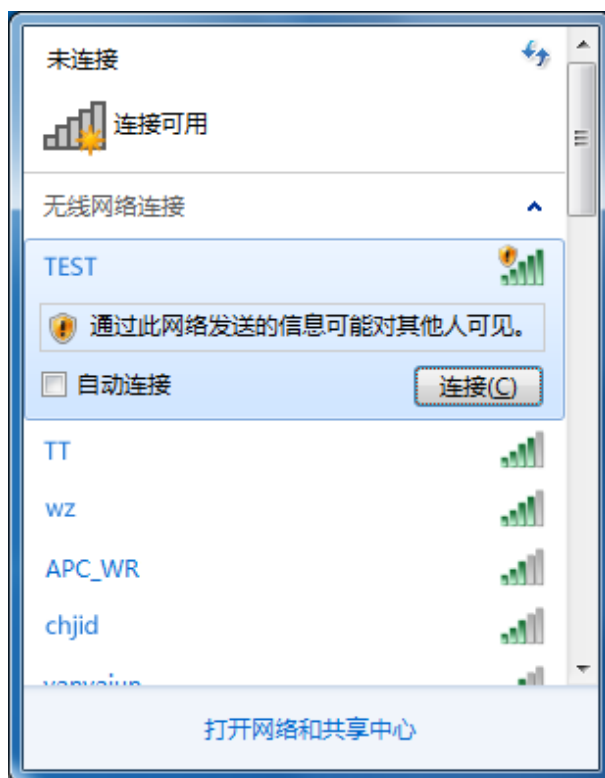 未连接
连接可用
无线网络连接
TEST
通过此网络发送的信息可能对其他人可见。
自动连接
连接(C)
TT
wz
APC_WR
chjid
打开网络和共享中心